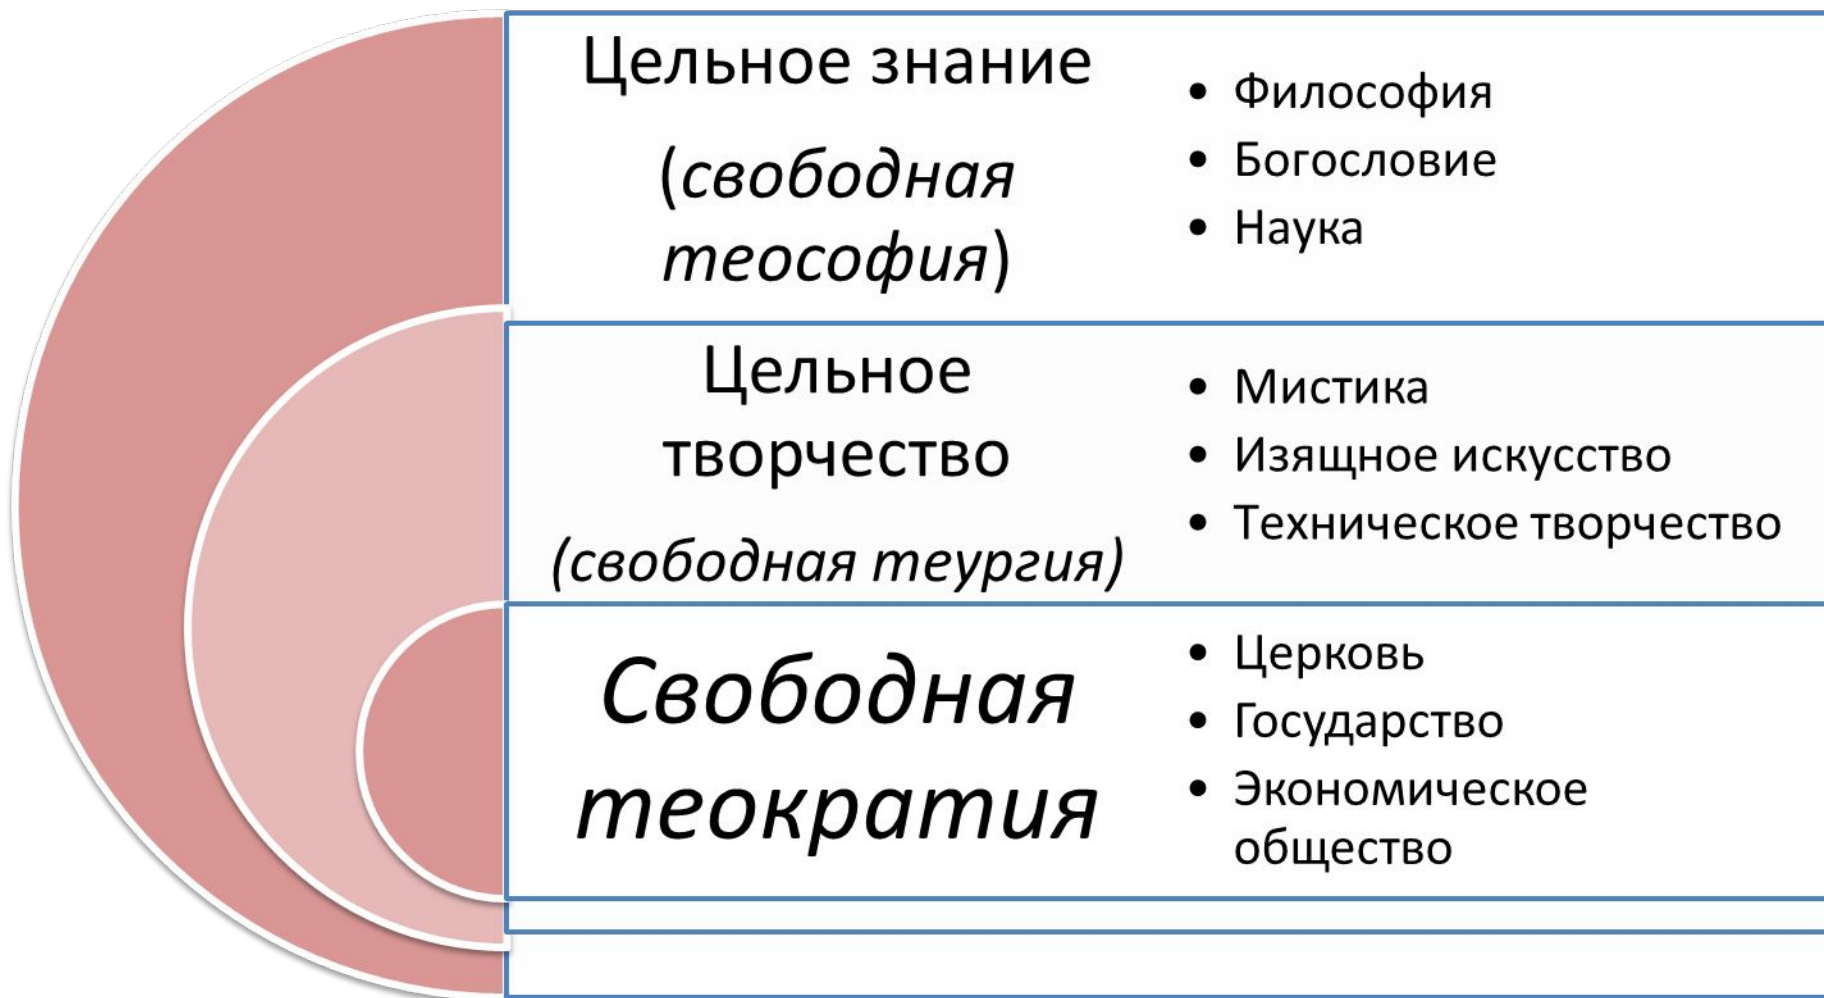 Цельное знание
(свободная
теософия)
• Философия
• Богословие
• Наука
Цельное
творчество
(свободная теургия)
• Мистика
• Изящное искусство
• Техническое творчество
Свободная
теократия
• Церковь
• Государство
• Экономическое
общество